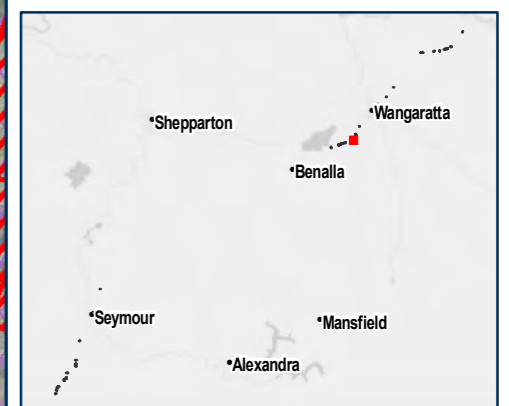 Wangaratta
Shepparton
Benalla
Seymour
Mansfield
Alexandra